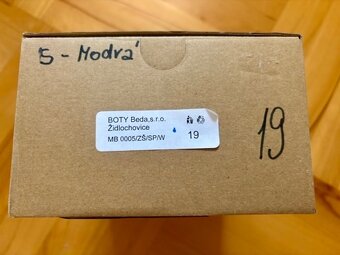 '5 - Modrá'
BOTY Beda,s.r.o.
Židlochovice
MB 0005/ZŠ/SP/W
19
19